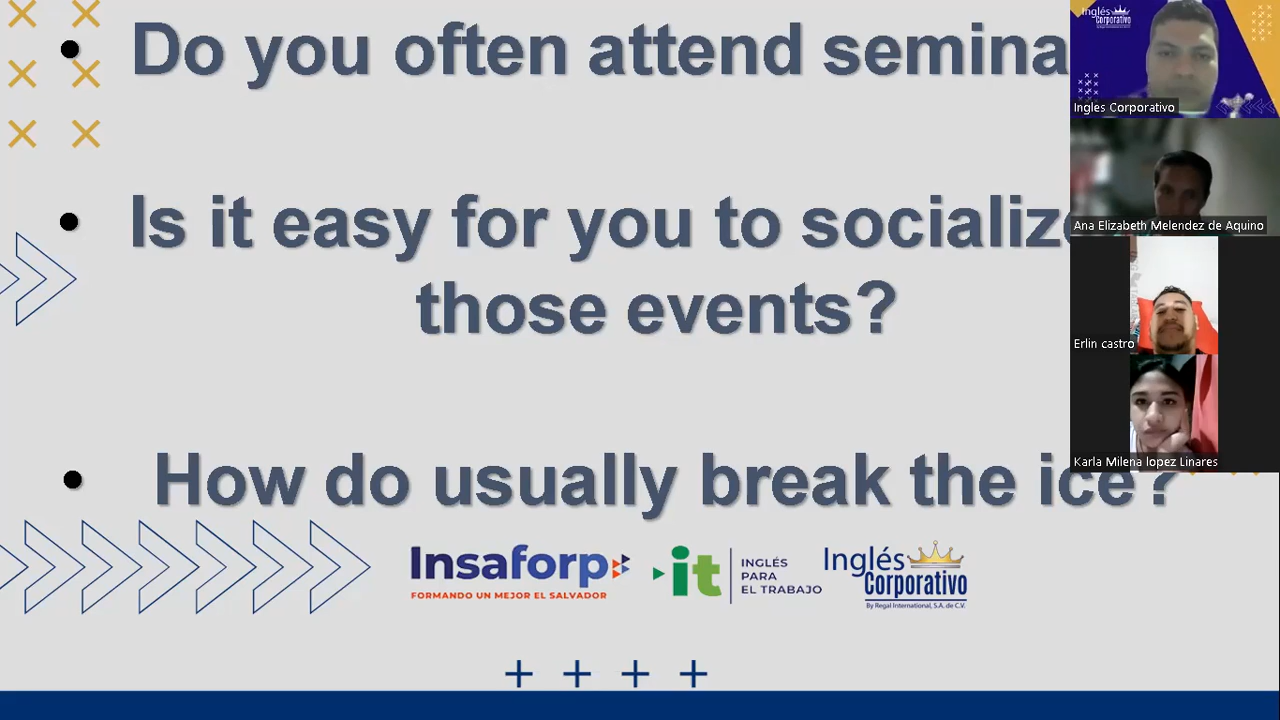 Do you often attend semina
Is it easy for you to socialize
those events?
How do usually break the ice?
Insaforp
FORMANDO UN MEJOR EL SALVADOR
it
INGLÉS
PARA
EL TRABAJO
Inglés
Corporativo
By Regal International, S.A. de C.V.
Inglés
Corporativo
Ingles Corporativo
Ana Elizabeth Melendez de Aquino
Erlin castro
Karla Milena lopez Linares